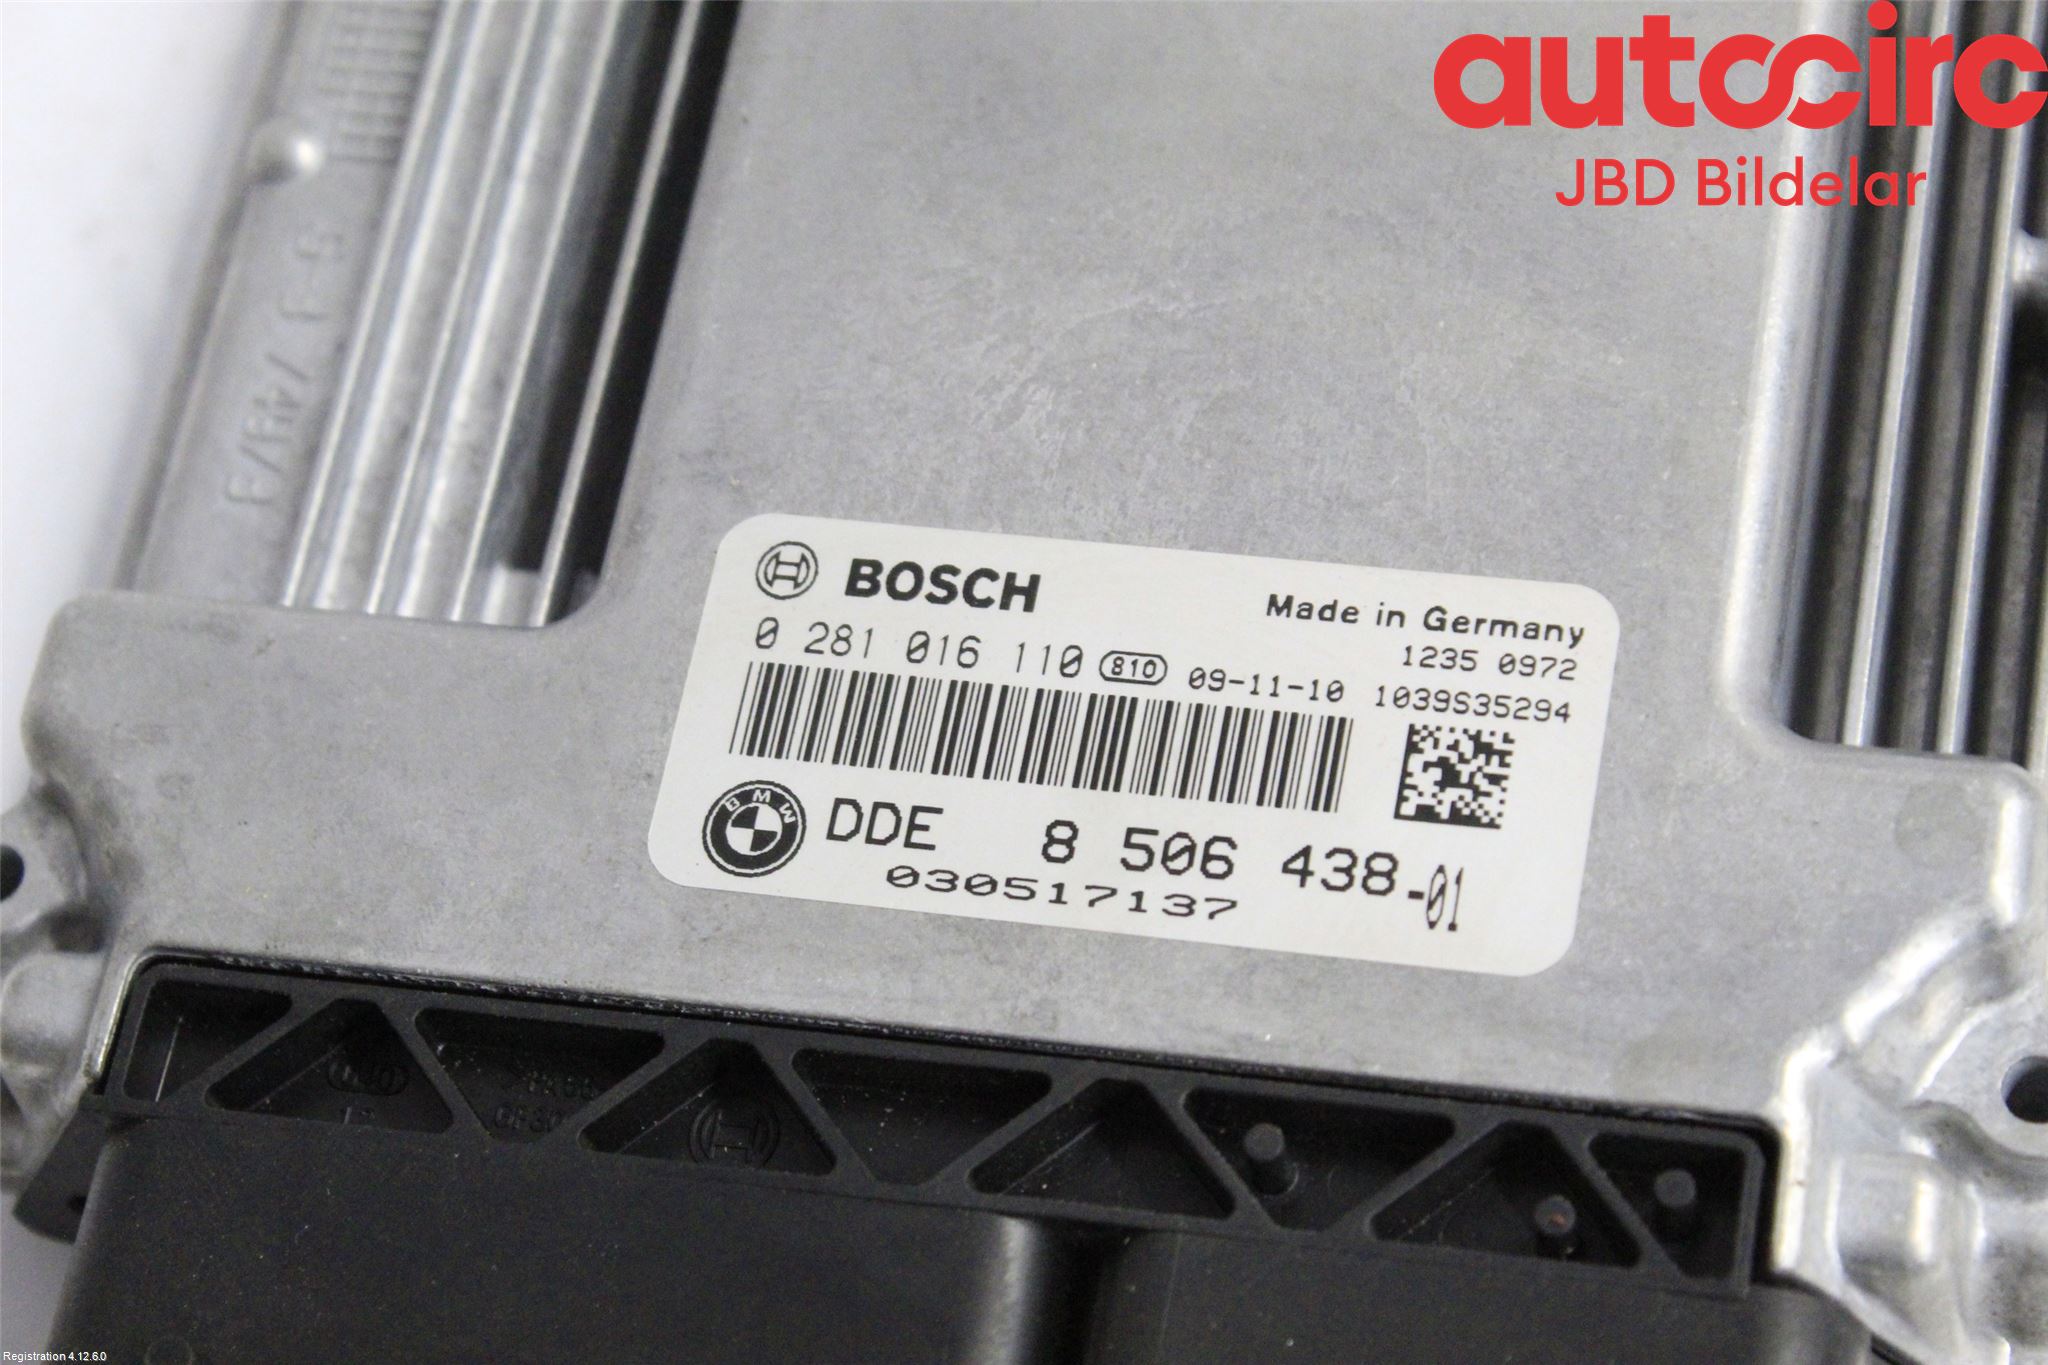 autocirc
JBD Bildelar
BOSCH
Made in Germany
0 281 016 110 810 09-11-10
1235 0972
1039S35294
BMW
DDE 8 506 438-01
030517137
Registration 4.12.6.0